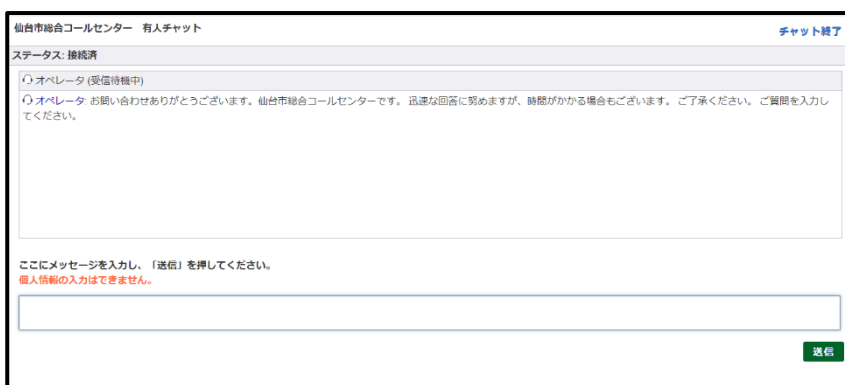 仙台市総合コールセンター　有人チャット
チャット終了
ステータス: 接続済
オペレータ (受信待機中)
オペレータ: お問い合わせありがとうございます。仙台市総合コールセンターです。 迅速な回答に努めますが、時間がかかる場合もございます。 ご了承ください。 ご質問を入力し
てください。
ここにメッセージを入力し、「送信」を押してください。
個人情報の入力はできません。
送信